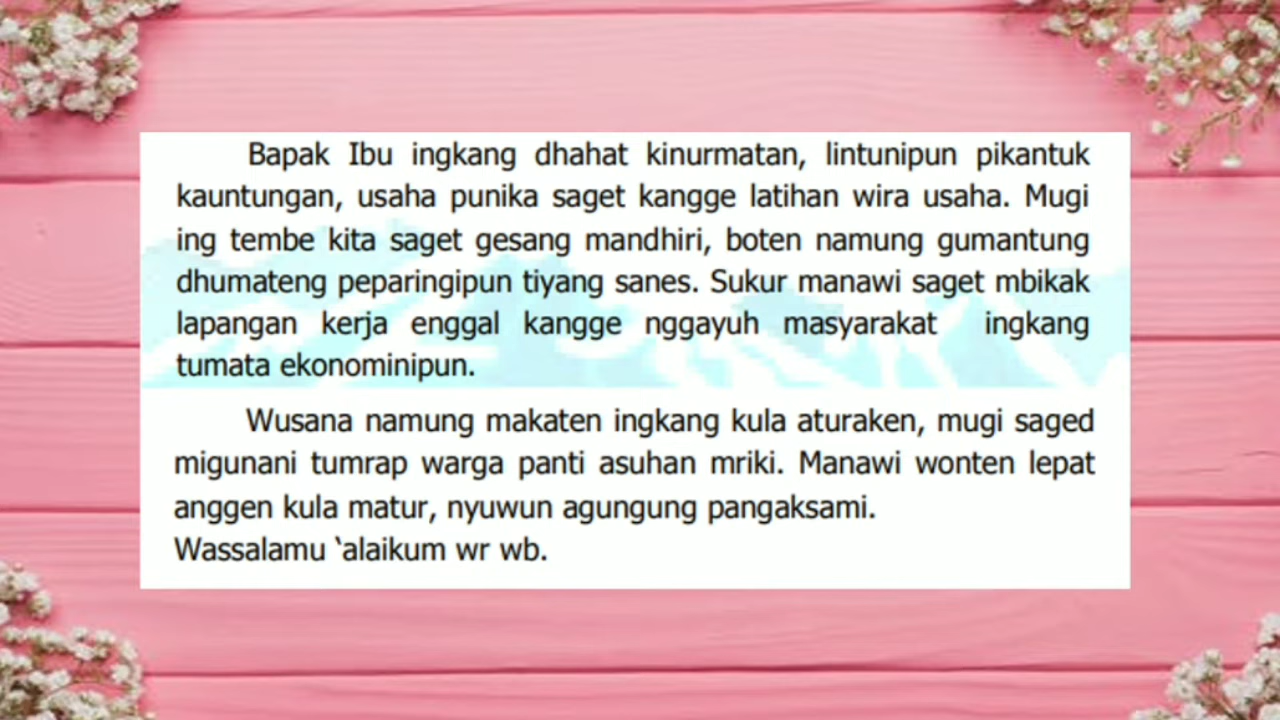 Bapak Ibu ingkang dhahat kinurmatan, lintunipun pikantuk
kauntungan, usaha punika saget kangge latihan wira usaha. Mugi
ing tembe kita saget gesang mandhiri, boten namung gumantung
dhumateng peparingipun tiyang sanes. Sukur manawi saget mbikak
lapangan kerja enggal kangge nggayuh masyarakat ingkang
tumata ekonominipun.
Wusana namung makaten ingkang kula aturaken, mugi saged
migunani tumrap warga panti asuhan mriki. Manawi wonten lepat
anggen kula matur, nyuwun agungung pangaksami.
Wassalamu ‘alaikum wr wb.